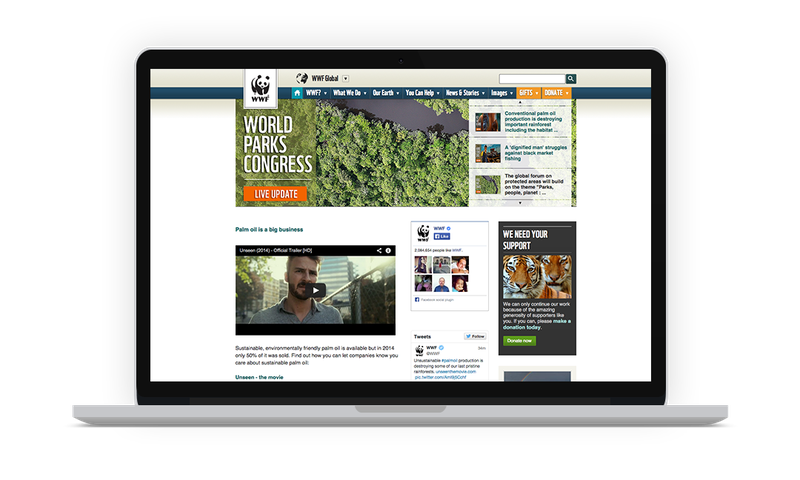 WWF
WWF Global
WWF?
What We Do
Our Earth
You Can Help
News & Stories
Images
GIFTS
DONATE
WORLD
PARKS
CONGRESS
LIVE UPDATE
Conventional palm oil
production is destroying
important rainforest
including the habitat ...
A 'dignified man' struggles
against black market
fishing
The global forum on
protected areas will build
on the theme "Parks,
people, planet : ...
Palm oil is a big business
Unseen (2014) - Official Trailer [HD]
Sustainable, environmentally friendly palm oil is available but in 2014
only 50% of it was sold. Find out how you can let companies know you
care about sustainable palm oil:
Unseen - the movie
WWF
WWF
Like
people like WWF.
Facebook social plugin
Tweets
Follow
WWF
@WWF
Unsustainable #palmoil production is
destroying some of our last pristine
rainforests. unseenthemovie.com
WE NEED YOUR
SUPPORT
We can only continue our work
because of the amazing
generosity of supporters like
you. If you can, please make a
donation today.
Donate now